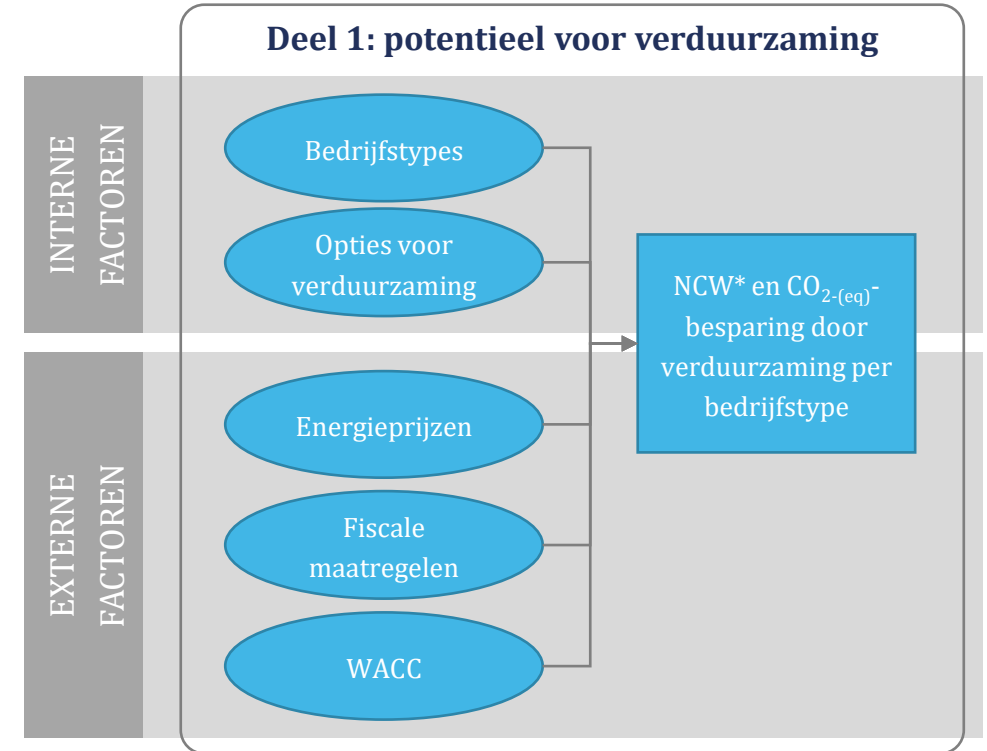 Deel 1: potentieel voor verduurzaming
INTERNE
FACTOREN
Bedrijfstypes
Opties voor
verduurzaming
NCW* en CO2-(eq)-
besparing door
verduurzaming per
bedrijfstype
EXTERNE
FACTOREN
Energieprijzen
Fiscale
maatregelen
WACC